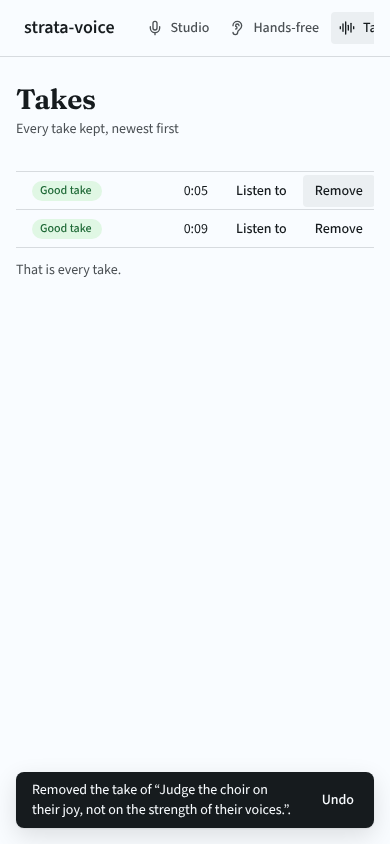 strata-voice Studio Hands-free Ta
Takes
Every take kept, newest first
Good take 0:05 Listen to Remove
Good take 0:09 Listen to Remove
That is every take.
Removed the take of “Judge the choir on
their joy, not on the strength of their voices.”. Undo